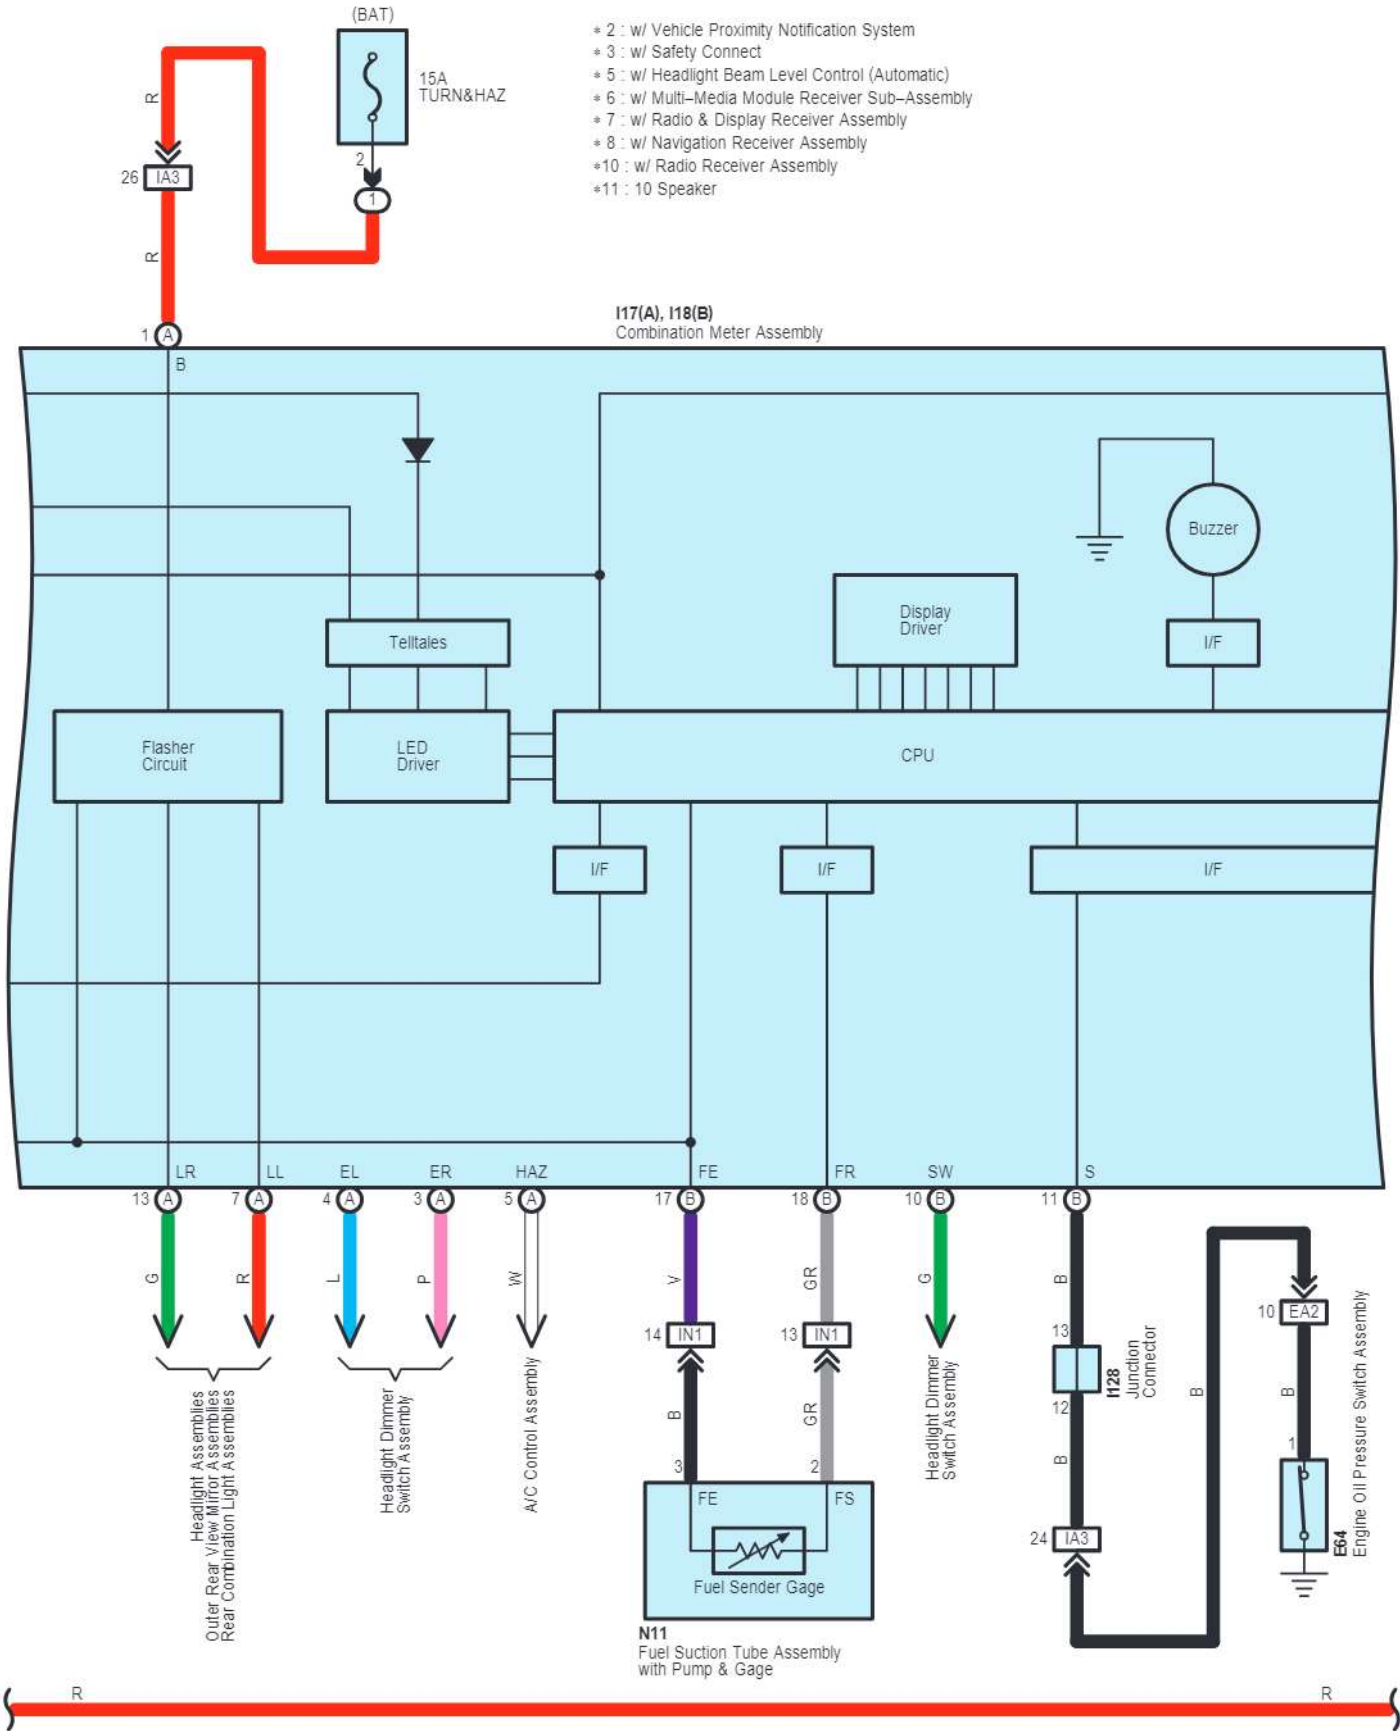 (BAT)
15A
TURN&HAZ
∗ 2 : w/ Vehicle Proximity Notification System
∗ 3 : w/ Safety Connect
∗ 5 : w/ Headlight Beam Level Control (Automatic)
∗ 6 : w/ Multi–Media Module Receiver Sub–Assembly
∗ 7 : w/ Radio & Display Receiver Assembly
∗ 8 : w/ Navigation Receiver Assembly
∗10 : w/ Radio Receiver Assembly
∗11 : 10 Speaker
R
2
26 IA3
1
R
I17(A), I18(B)
Combination Meter Assembly
1 A
B
Buzzer
Display
Driver
Telltales
I/F
Flasher
Circuit
LED
Driver
CPU
I/F
I/F
I/F
LR
LL
EL
ER
HAZ
FE
FR
SW
S
13 A
7 A
4 A
3 A
5 A
17 B
18 B
10 B
11 B
G
R
L
P
W
V
GR
G
B
14 IN1
13 IN1
13
10 EA2
Headlight Assemblies
Outer Rear View Mirror Assemblies
Rear Combination Light Assemblies
Headlight Dimmer
Switch Assembly
A/C Control Assembly
B
GR
Headlight Dimmer
Switch Assembly
I128
Junction
Connector
12
B
B
B
1
3
2
FE
FS
Fuel Sender Gage
24 IA3
E64
Engine Oil Pressure Switch Assembly
N11
Fuel Suction Tube Assembly
with Pump & Gage
R
R